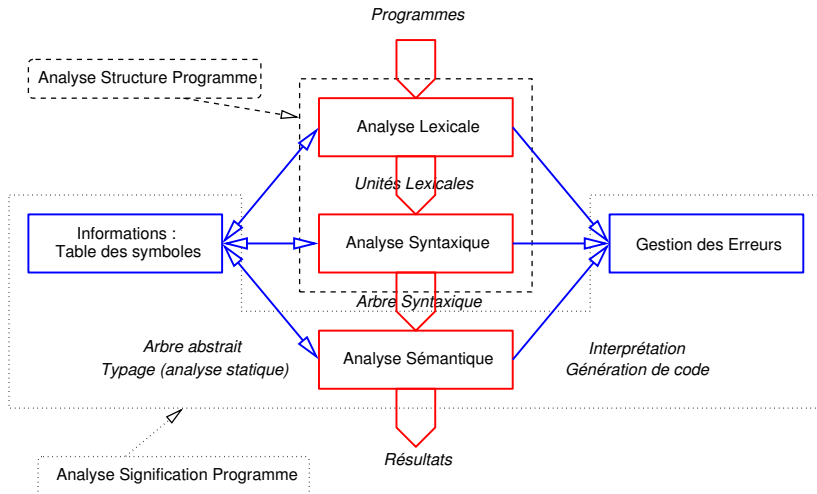 Programmes
Analyse Structure Programme
Analyse Lexicale
Unités Lexicales
Informations :
Table des symboles
Analyse Syntaxique
Gestion des Erreurs
Arbre Syntaxique
Arbre abstrait
Typage (analyse statique)
Analyse Sémantique
Interprétation
Génération de code
Résultats
Analyse Signification Programme